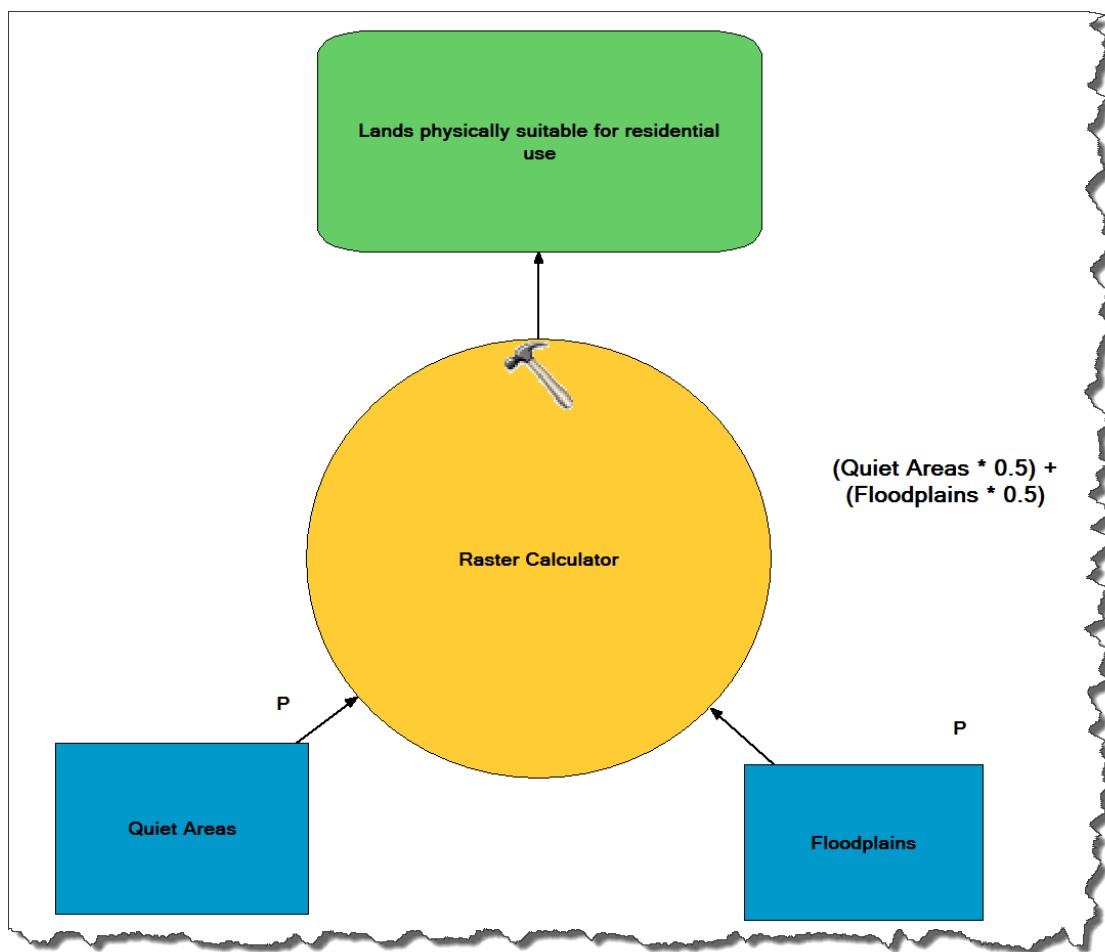 Lands physically suitable for residential
use
(Quiet Areas * 0.5) +
(Floodplains * 0.5)
Raster Calculator
P
P
Quiet Areas
Floodplains